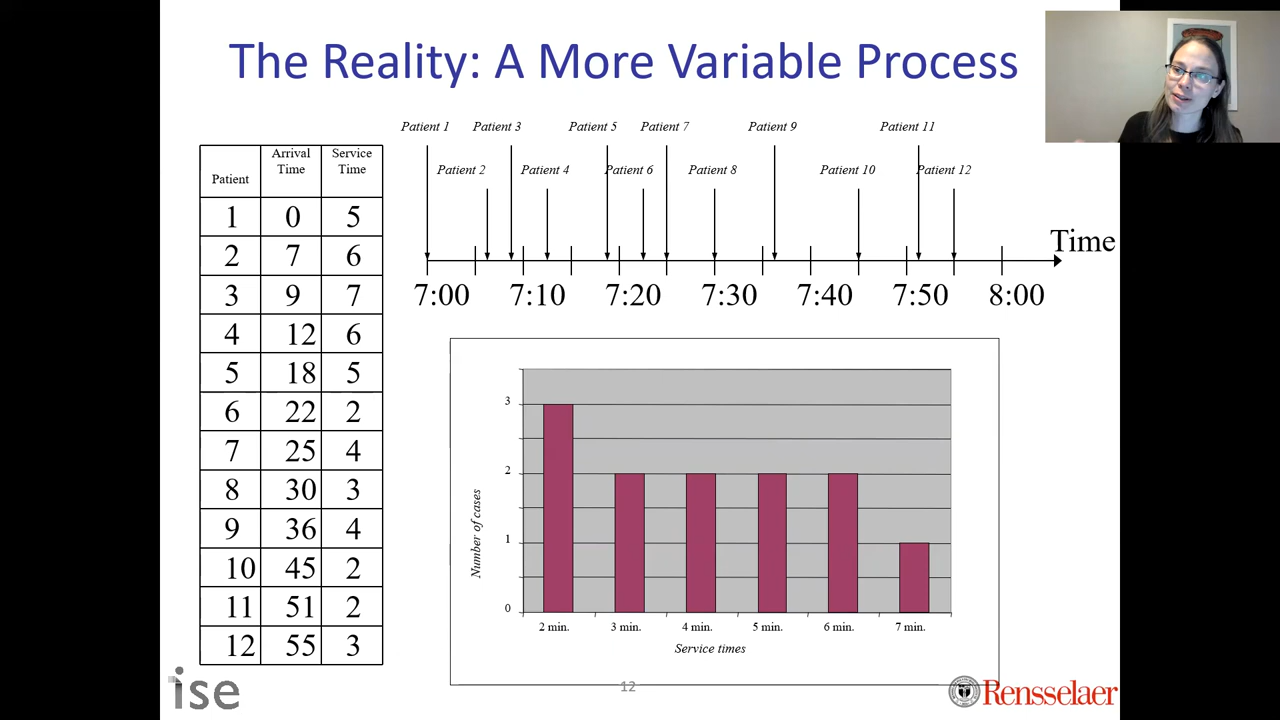 The Reality: A More Variable Process
Patient 1 Patient 3 Patient 5 Patient 7 Patient 9 Patient 11
Patient 2 Patient 4 Patient 6 Patient 8 Patient 10 Patient 12
Time
7:00 7:10 7:20 7:30 7:40 7:50 8:00
Patient Arrival Time Service Time
1 0 5
2 7 6
3 9 7
4 12 6
5 18 5
6 22 2
7 25 4
8 30 3
9 36 4
10 45 2
11 51 2
12 55 3
Number of cases
3
2
1
0
2 min. 3 min. 4 min. 5 min. 6 min. 7 min.
Service times
ise
12
Rensselaer